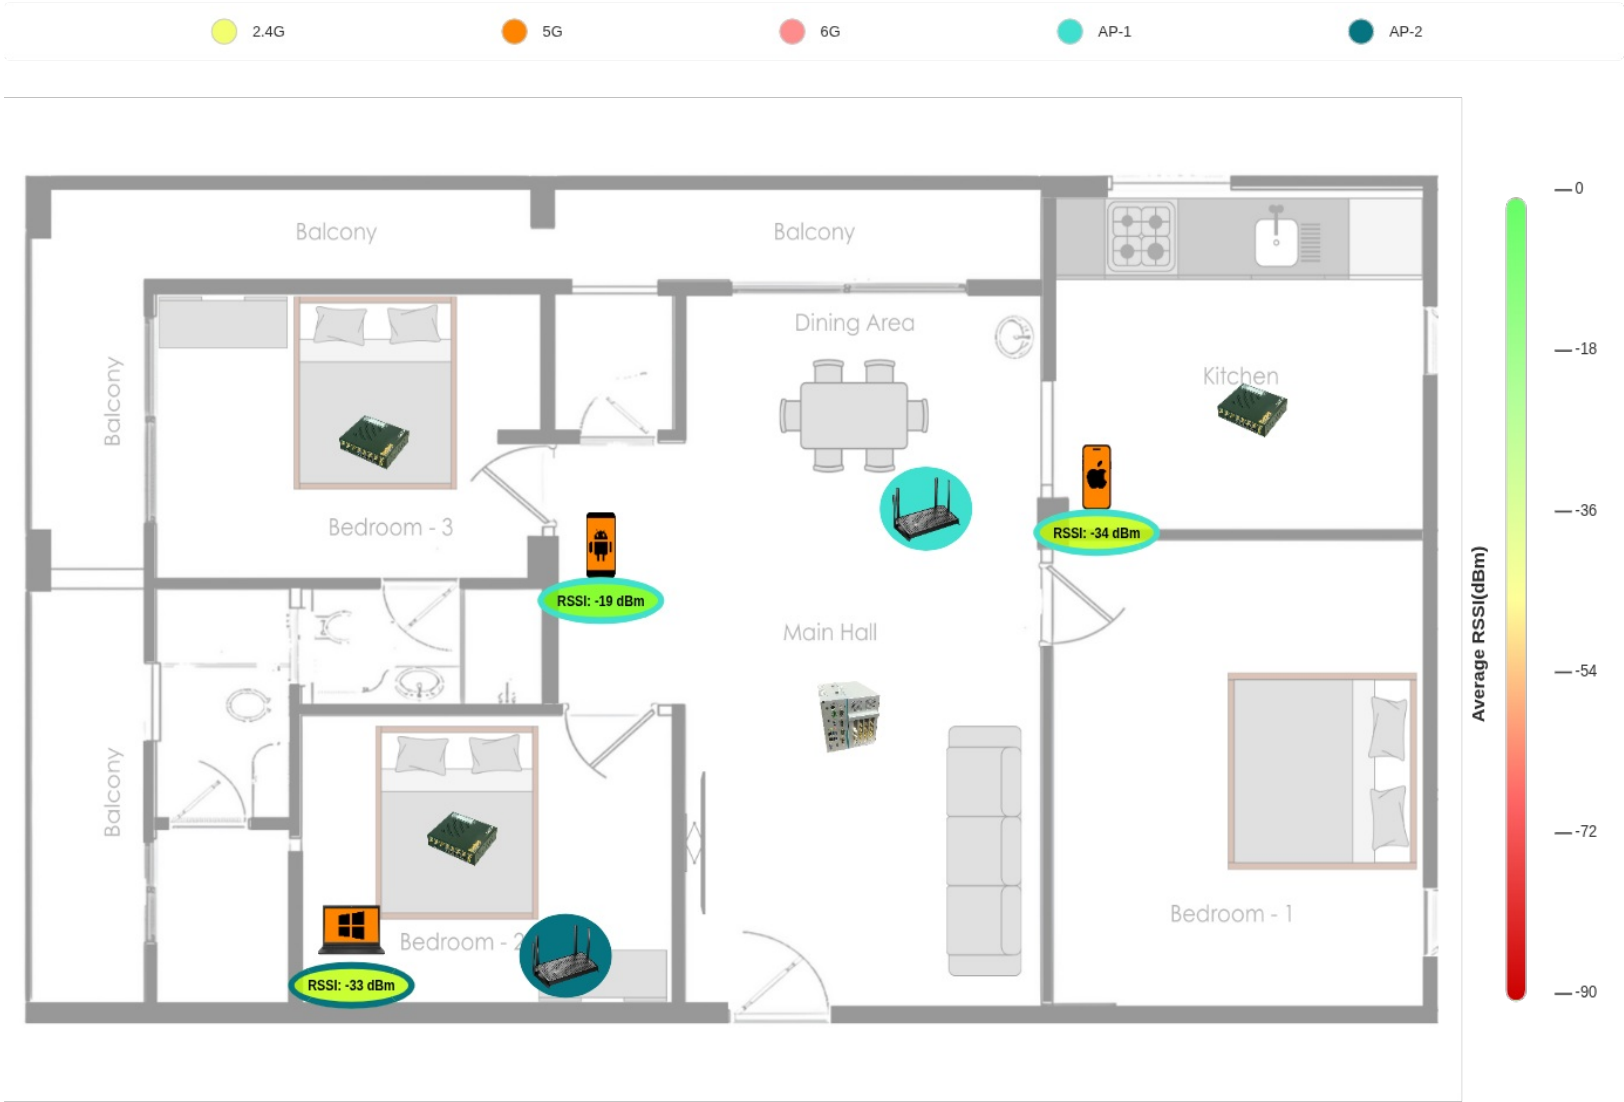 2.4G
5G
6G
AP-1
AP-2
Balcony
Balcony
Dining Area
Kitchen
Balcony
Bedroom - 3
RSSI: -34 dBm
RSSI: -19 dBm
Main Hall
Balcony
Bedroom - 1
Bedroom - 2
RSSI: -33 dBm
Average RSSI(dBm)
0
-18
-36
-54
-72
-90